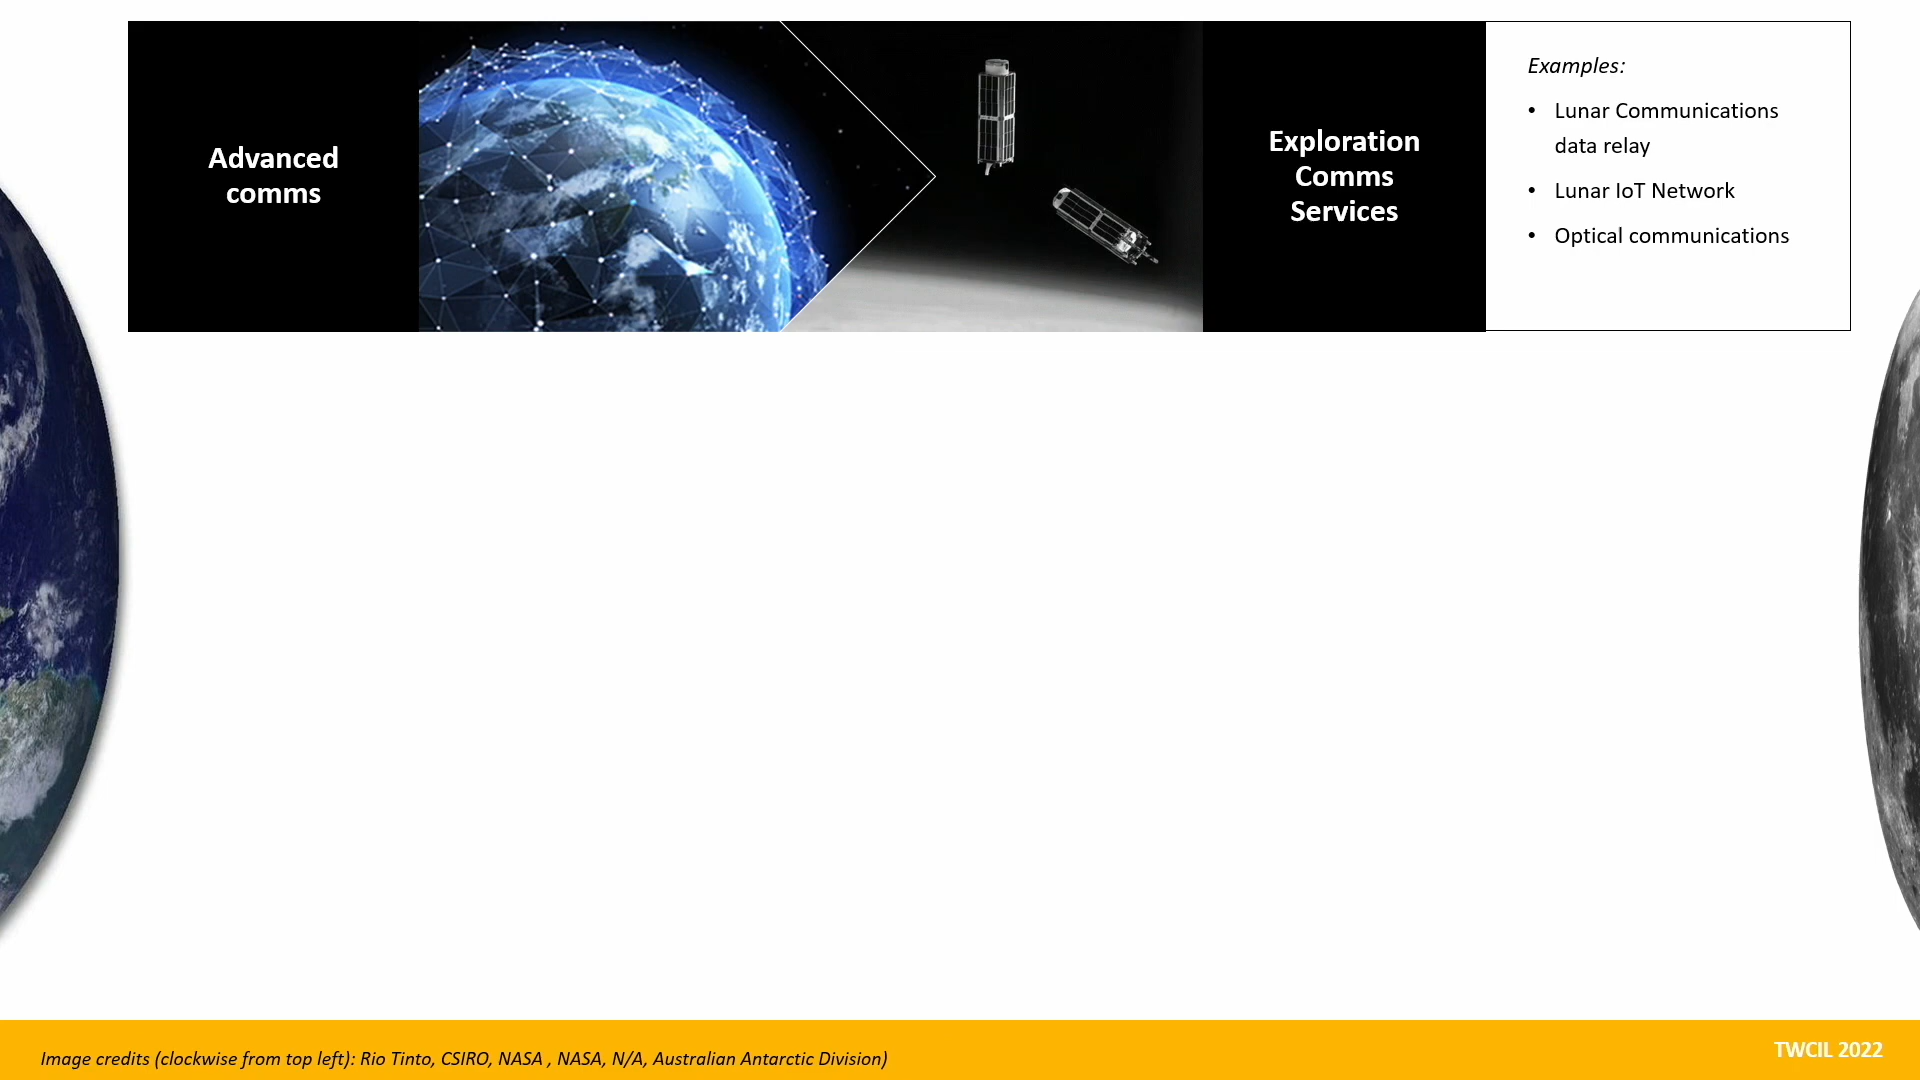 Advanced
comms
Exploration
Comms
Services
Examples:
• Lunar Communications
data relay
• Lunar IoT Network
• Optical communications
Image credits (clockwise from top left): Rio Tinto, CSIRO, NASA , NASA, N/A, Australian Antarctic Division)
TWCIL 2022